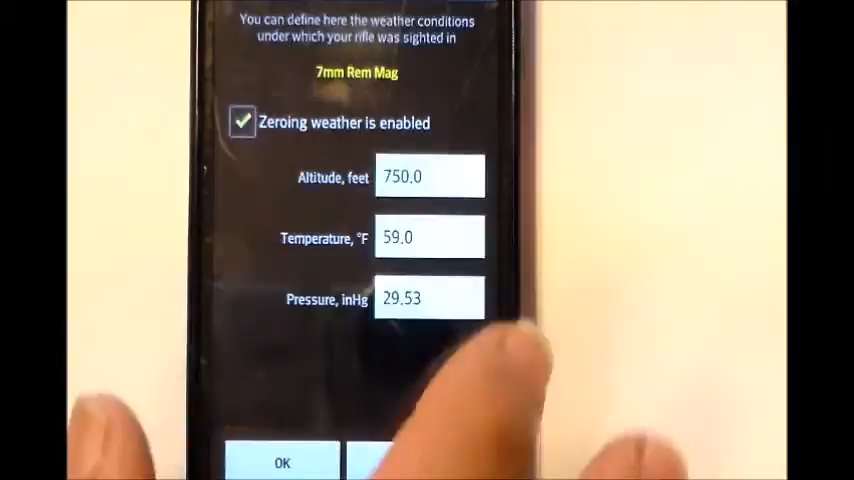 You can define here the weather conditions
under which your rifle was sighted in
7mm Rem Mag
Zeroing weather is enabled
Altitude, feet 750.0
Temperature, °F 59.0
Pressure, inHg 29.53
OK